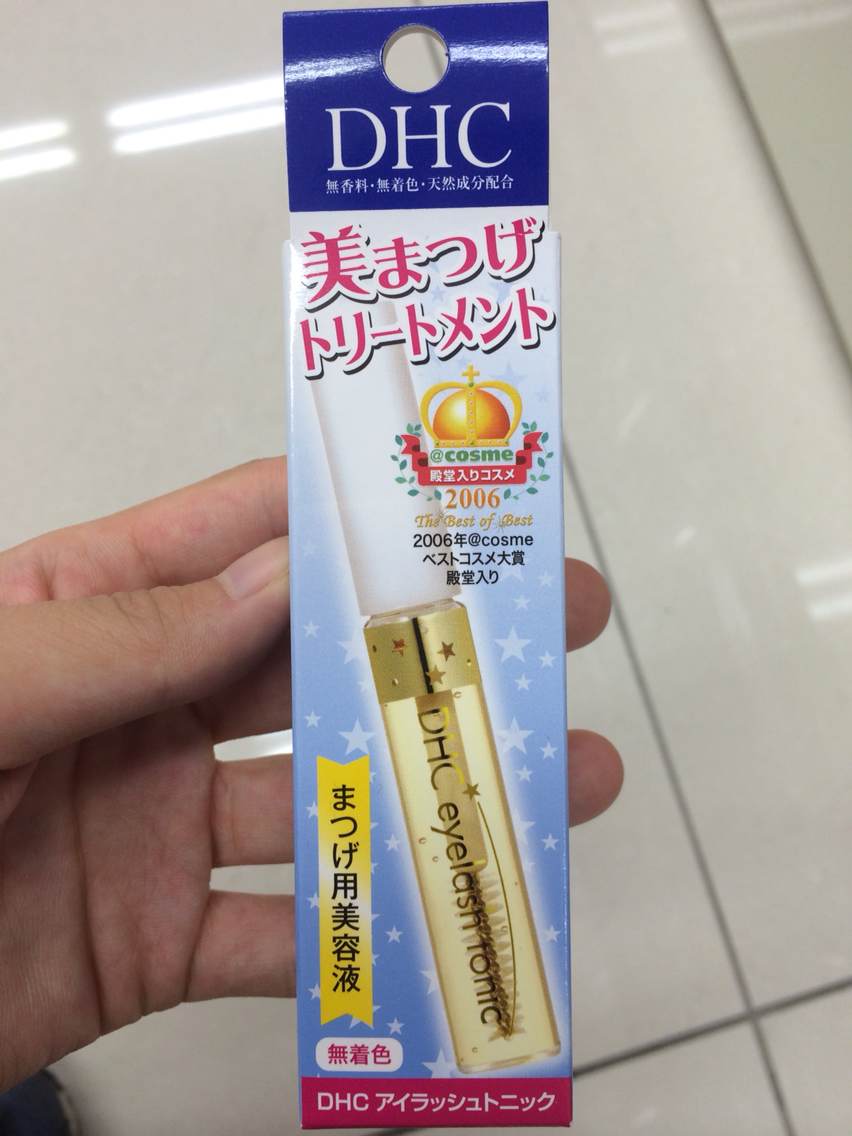 DHC
無香料・無着色・天然成分配合
美まつげ
トリートメント
@cosme
殿堂入りコスメ
2006
The Best of Best
2006年@cosme
ベストコスメ大賞
殿堂入り
DHC eyelash tonic
まつげ用美容液
無着色
DHC アイラッシュトニック